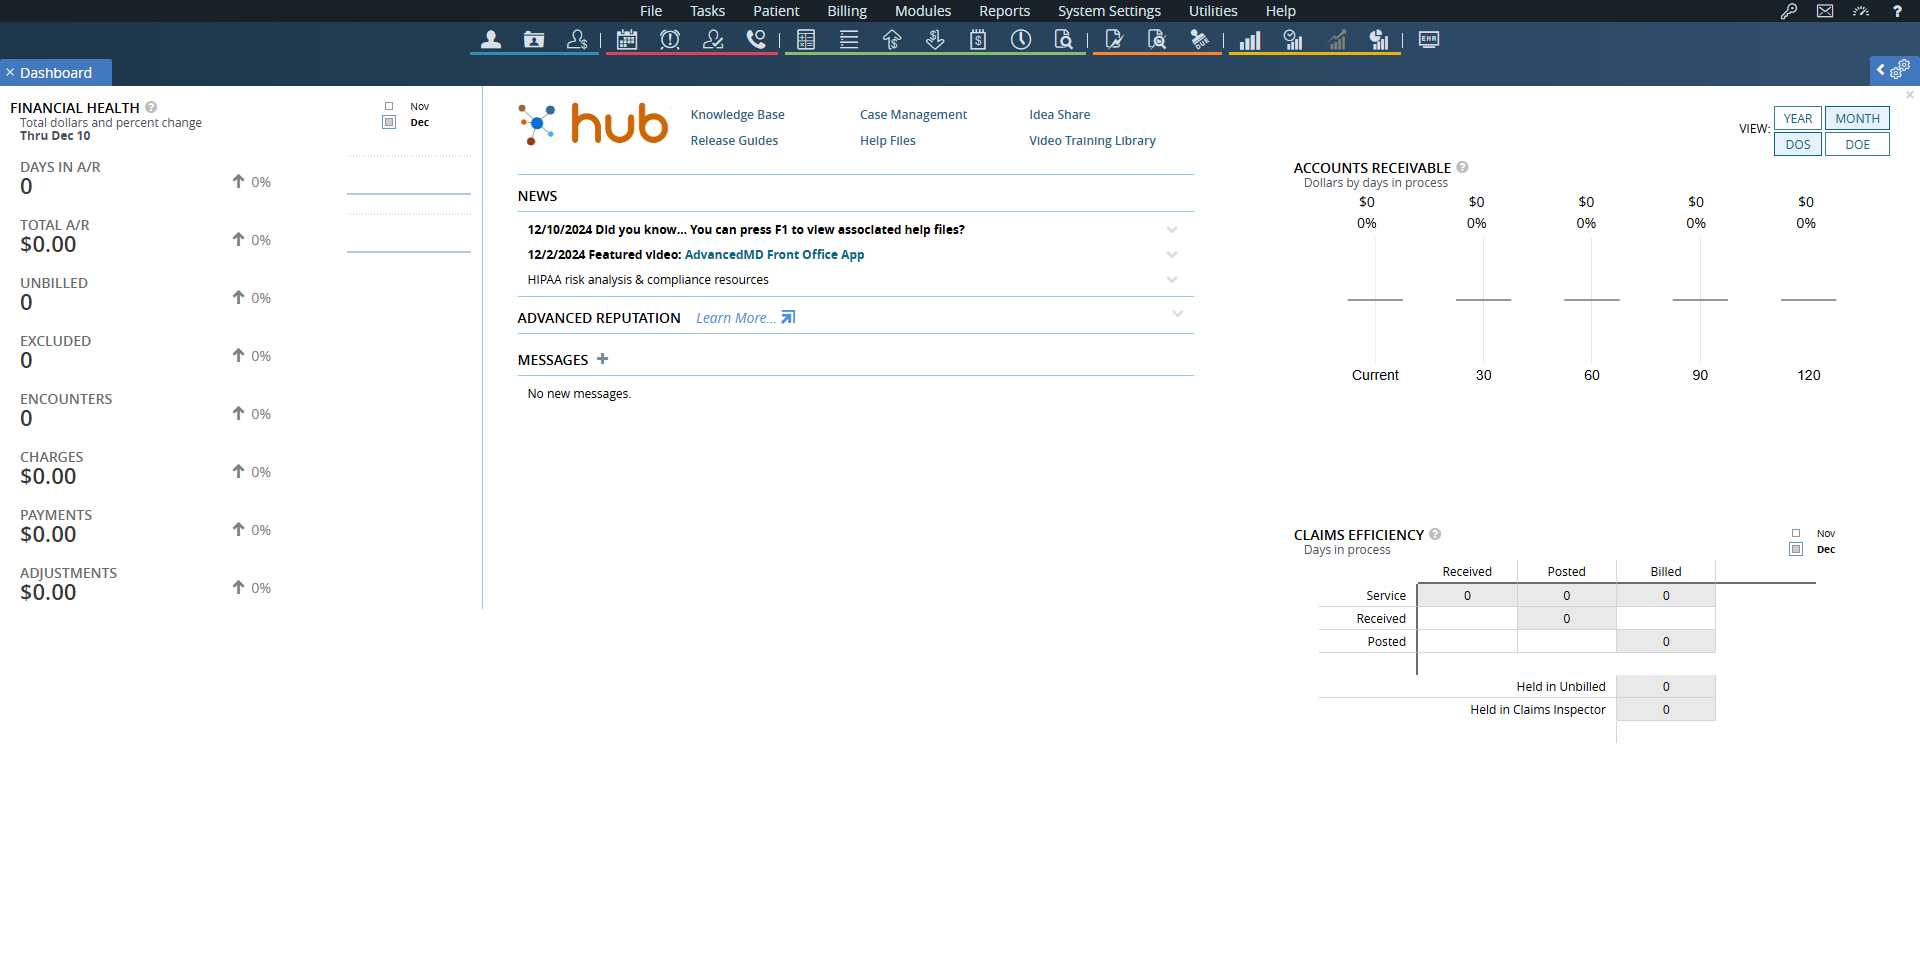 File Tasks Patient Billing Modules Reports System Settings Utilities Help
EHR
Dashboard
FINANCIAL HEALTH
Total dollars and percent change
Thru Dec 10
Nov
Dec
DAYS IN A/R
0
0%
TOTAL A/R
$0.00
0%
UNBILLED
0
0%
EXCLUDED
0
0%
ENCOUNTERS
0
0%
CHARGES
$0.00
0%
PAYMENTS
$0.00
0%
ADJUSTMENTS
$0.00
0%
hub
Knowledge Base Case Management Idea Share
Release Guides Help Files Video Training Library
NEWS
12/10/2024 Did you know... You can press F1 to view associated help files?
12/2/2024 Featured video: AdvancedMD Front Office App
HIPAA risk analysis & compliance resources
ADVANCED REPUTATION Learn More...
MESSAGES
No new messages.
VIEW: YEAR MONTH
DOS DOE
ACCOUNTS RECEIVABLE
Dollars by days in process
$0 $0 $0 $0 $0
0% 0% 0% 0% 0%
Current 30 60 90 120
CLAIMS EFFICIENCY
Days in process
Nov
Dec
Received Posted Billed
Service 0 0 0
Received 0
Posted 0
Held in Unbilled 0
Held in Claims Inspector 0